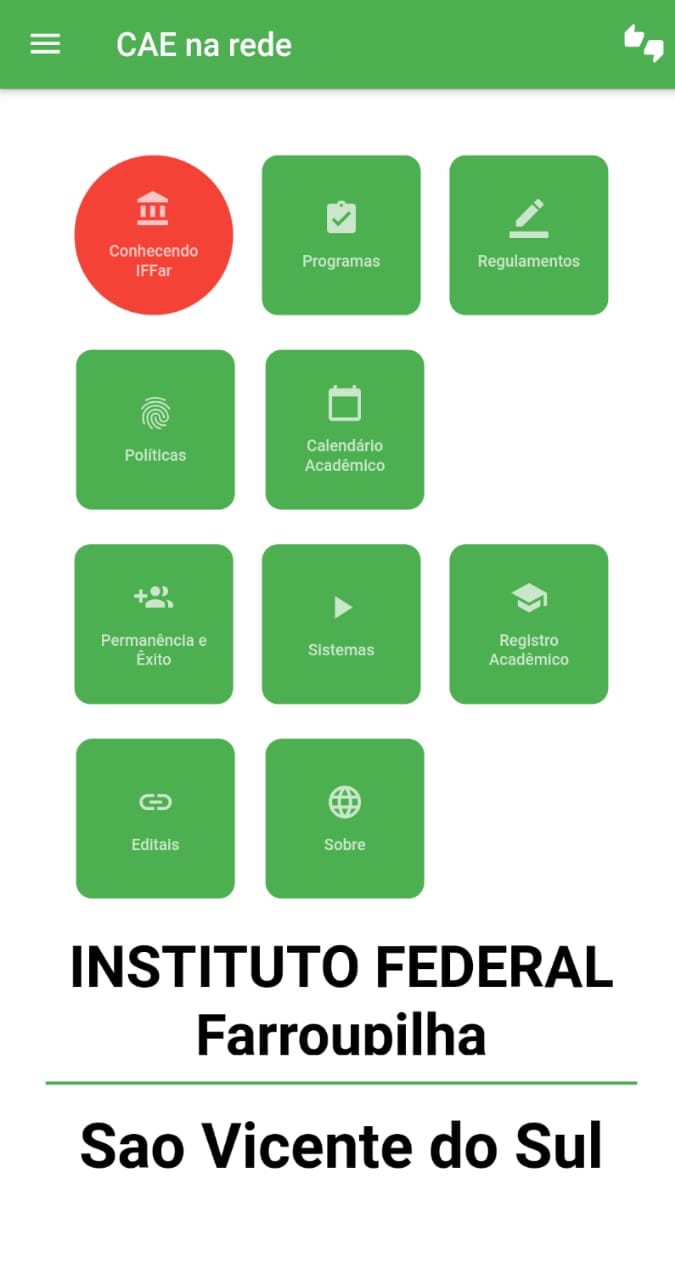 CAE na rede
Conhecendo
IFFar
Programas
Regulamentos
Políticas
Calendário
Acadêmico
Permanência e
Êxito
Sistemas
Registro
Acadêmico
Editais
Sobre
INSTITUTO FEDERAL
Farroupilha
Sao Vicente do Sul